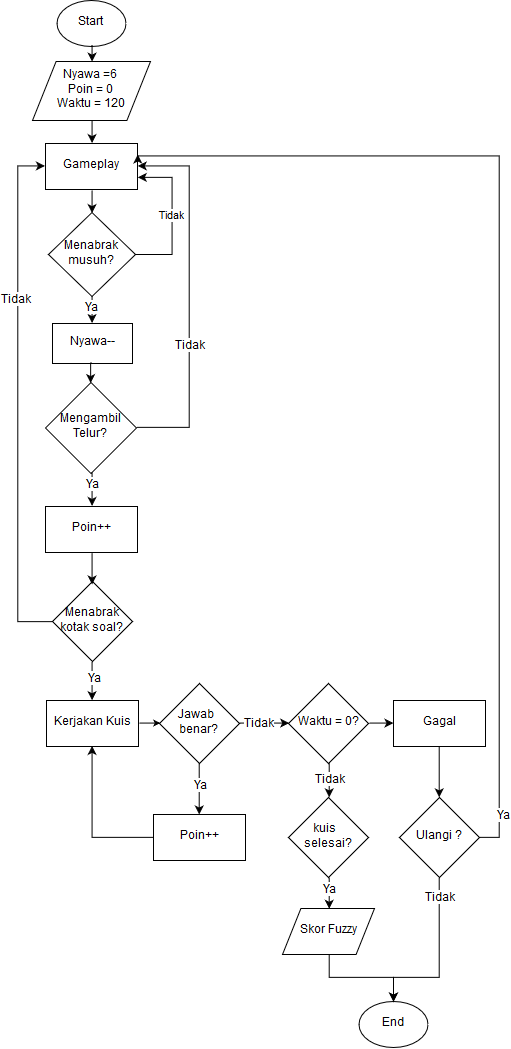 Start
Nyawa =6
Poin = 0
Waktu = 120
Gameplay
Tidak
Menabrak
musuh?
Ya
Tidak
Nyawa--
Tidak
Mengambil
Telur?
Ya
Poin++
Menabrak
kotak soal?
Ya
Kerjakan Kuis
Jawab
benar?
Tidak
Waktu = 0?
Gagal
Ya
Tidak
Poin++
kuis
selesai?
Ulangi ?
Ya
Ya
Tidak
Skor Fuzzy
End